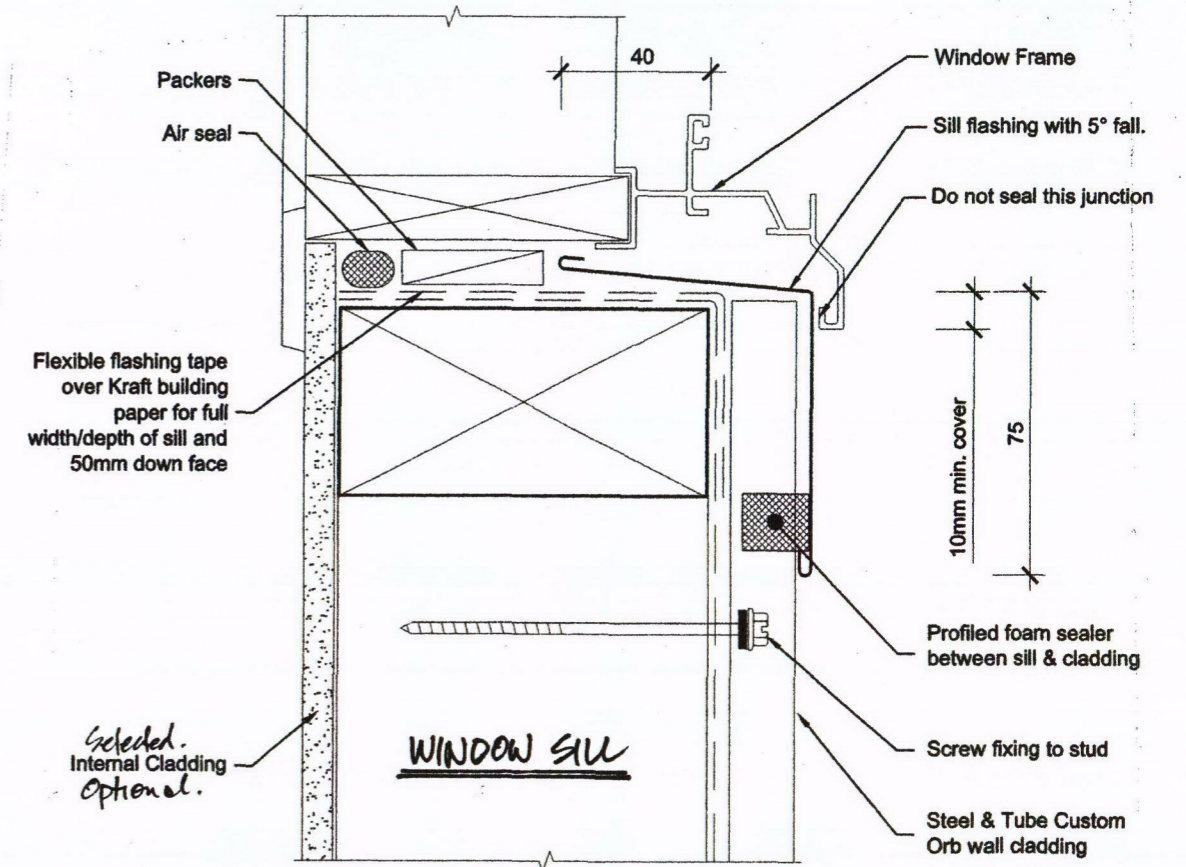 40
Packers
Air seal
Window Frame
Sill flashing with 5° fall.
Do not seal this junction
Flexible flashing tape
over Kraft building
paper for full
width/depth of sill and
50mm down face
10mm min. cover
75
Profiled foam sealer
between sill & cladding
Selected.
Internal Cladding
Optional.
WINDOW SILL
Screw fixing to stud
Steel & Tube Custom
Orb wall cladding